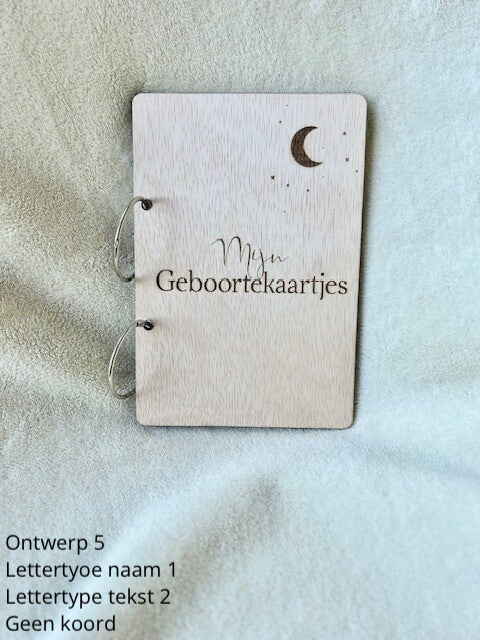 Mijn
Geboortekaartjes
Ontwerp 5
Lettertyoe naam 1
Lettertype tekst 2
Geen koord